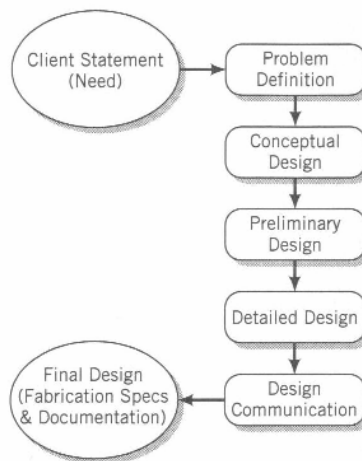 Client Statement
(Need)
Problem
Definition
Conceptual
Design
Preliminary
Design
Detailed Design
Design
Communication
Final Design
(Fabrication Specs
& Documentation)